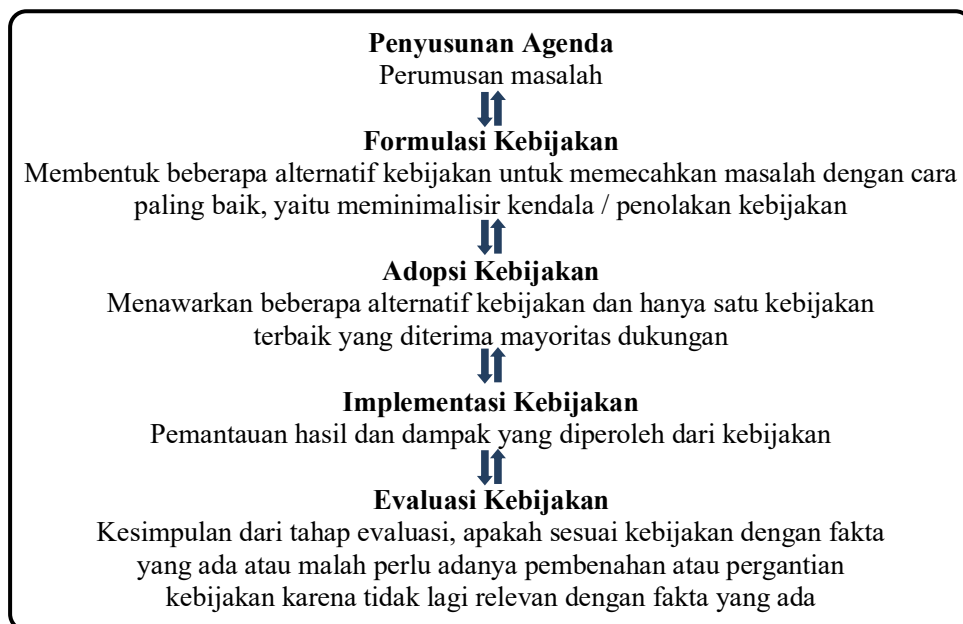 Penyusunan Agenda
Perumusan masalah
Formulasi Kebijakan
Membentuk beberapa alternatif kebijakan untuk memecahkan masalah dengan cara
paling baik, yaitu meminimalisir kendala / penolakan kebijakan
Adopsi Kebijakan
Menawarkan beberapa alternatif kebijakan dan hanya satu kebijakan
terbaik yang diterima mayoritas dukungan
Implementasi Kebijakan
Pemantauan hasil dan dampak yang diperoleh dari kebijakan
Evaluasi Kebijakan
Kesimpulan dari tahap evaluasi, apakah sesuai kebijakan dengan fakta
yang ada atau malah perlu adanya pembenahan atau pergantian
kebijakan karena tidak lagi relevan dengan fakta yang ada